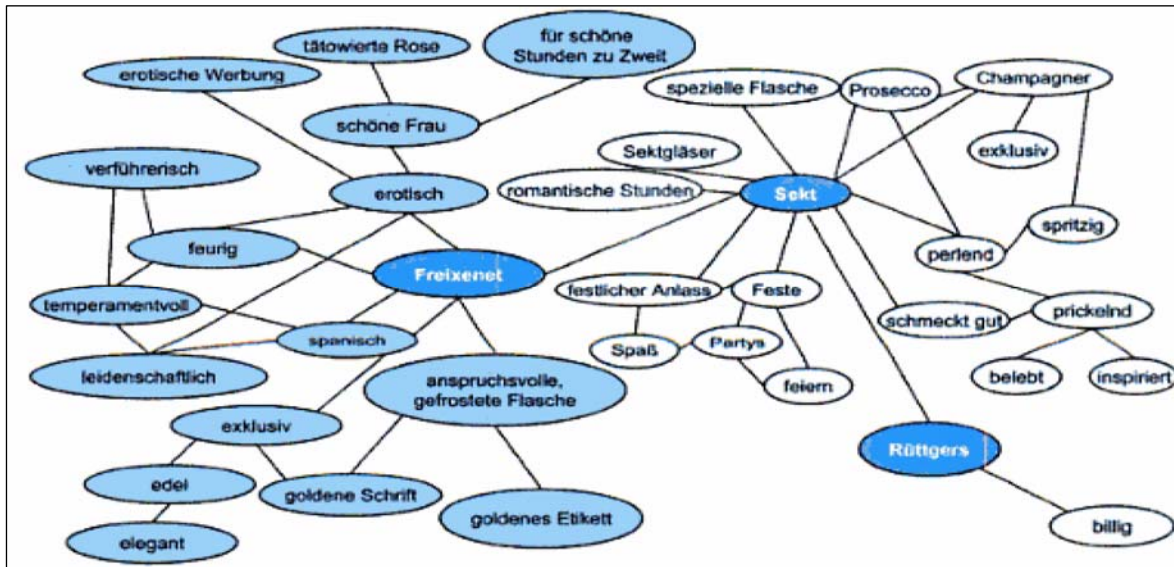 tätowierte Rose
für schöne
Stunden zu Zweit
erotische Werbung
schöne Frau
verführerisch
erotisch
feurig
Freixenet
temperamentvoll
spanisch
leidenschaftlich
anspruchsvolle,
gefrostete Flasche
exklusiv
edel
goldene Schrift
goldenes Etikett
elegant
spezielle Flasche
Prosecco
Champagner
Sektgläser
exklusiv
romantische Stunden
Sekt
spritzig
perlend
festlicher Anlass
Feste
schmeckt gut
prickelnd
Spaß
Partys
feiern
belebt
inspiriert
Rüttgers
billig